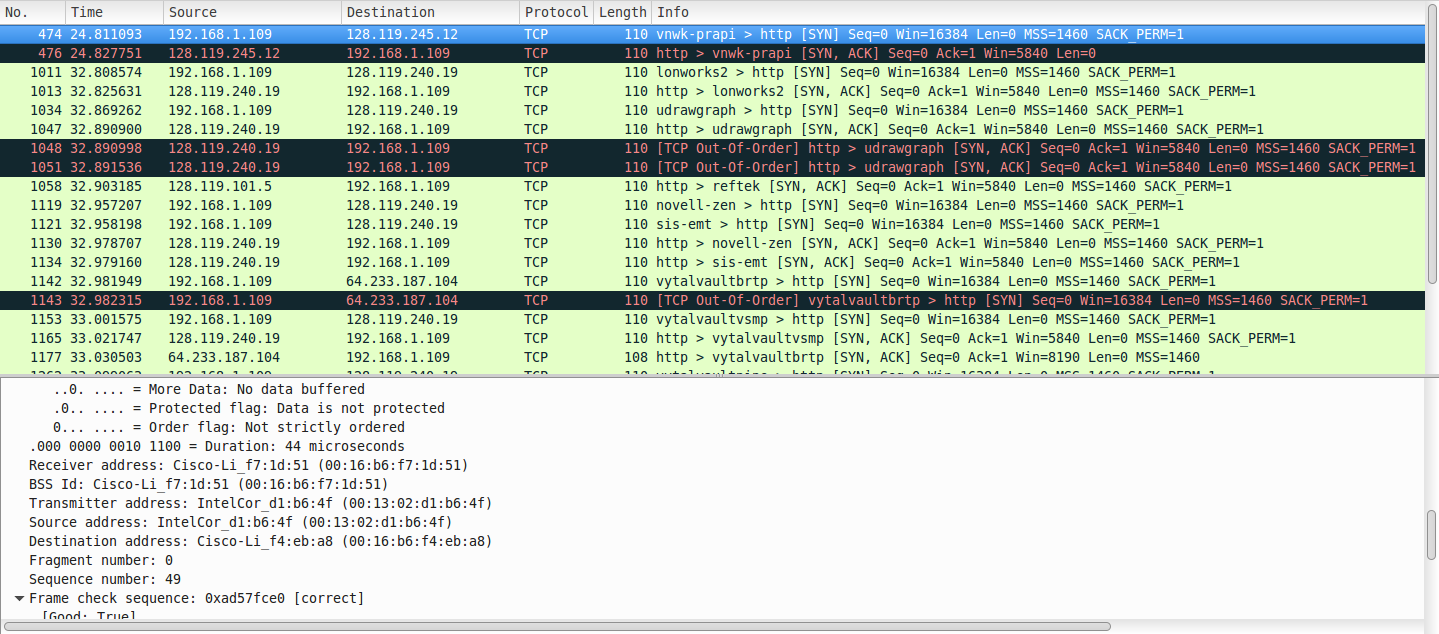 No. Time Source Destination Protocol Length Info
474 24.811093 192.168.1.109 128.119.245.12 TCP 110 vnwk-prapi > http [SYN] Seq=0 Win=16384 Len=0 MSS=1460 SACK_PERM=1
476 24.827751 128.119.245.12 192.168.1.109 TCP 110 http > vnwk-prapi [SYN, ACK] Seq=0 Ack=1 Win=5840 Len=0
1011 32.808574 192.168.1.109 128.119.240.19 TCP 110 lonworks2 > http [SYN] Seq=0 Win=16384 Len=0 MSS=1460 SACK_PERM=1
1013 32.825631 128.119.240.19 192.168.1.109 TCP 110 http > lonworks2 [SYN, ACK] Seq=0 Ack=1 Win=5840 Len=0 MSS=1460 SACK_PERM=1
1034 32.869262 192.168.1.109 128.119.240.19 TCP 110 udrawgraph > http [SYN] Seq=0 Win=16384 Len=0 MSS=1460 SACK_PERM=1
1047 32.890900 128.119.240.19 192.168.1.109 TCP 110 http > udrawgraph [SYN, ACK] Seq=0 Ack=1 Win=5840 Len=0 MSS=1460 SACK_PERM=1
1048 32.890998 128.119.240.19 192.168.1.109 TCP 110 [TCP Out-Of-Order] http > udrawgraph [SYN, ACK] Seq=0 Ack=1 Win=5840 Len=0 MSS=1460 SACK_PERM=1
1051 32.891536 128.119.240.19 192.168.1.109 TCP 110 [TCP Out-Of-Order] http > udrawgraph [SYN, ACK] Seq=0 Ack=1 Win=5840 Len=0 MSS=1460 SACK_PERM=1
1058 32.903185 128.119.101.5 192.168.1.109 TCP 110 http > reftek [SYN, ACK] Seq=0 Ack=1 Win=5840 Len=0 MSS=1460 SACK_PERM=1
1119 32.957207 192.168.1.109 128.119.240.19 TCP 110 novell-zen > http [SYN] Seq=0 Win=16384 Len=0 MSS=1460 SACK_PERM=1
1121 32.958198 192.168.1.109 128.119.240.19 TCP 110 sis-emt > http [SYN] Seq=0 Win=16384 Len=0 MSS=1460 SACK_PERM=1
1130 32.978707 128.119.240.19 192.168.1.109 TCP 110 http > novell-zen [SYN, ACK] Seq=0 Ack=1 Win=5840 Len=0 MSS=1460 SACK_PERM=1
1134 32.979160 128.119.240.19 192.168.1.109 TCP 110 http > sis-emt [SYN, ACK] Seq=0 Ack=1 Win=5840 Len=0 MSS=1460 SACK_PERM=1
1142 32.981949 192.168.1.109 64.233.187.104 TCP 110 vytalvaultbrtp > http [SYN] Seq=0 Win=16384 Len=0 MSS=1460 SACK_PERM=1
1143 32.982315 192.168.1.109 64.233.187.104 TCP 110 [TCP Out-Of-Order] vytalvaultbrtp > http [SYN] Seq=0 Win=16384 Len=0 MSS=1460 SACK_PERM=1
1153 33.001575 192.168.1.109 128.119.240.19 TCP 110 vytalvaultvsmp > http [SYN] Seq=0 Win=16384 Len=0 MSS=1460 SACK_PERM=1
1165 33.021747 128.119.240.19 192.168.1.109 TCP 110 http > vytalvaultvsmp [SYN, ACK] Seq=0 Ack=1 Win=5840 Len=0 MSS=1460 SACK_PERM=1
1177 33.030503 64.233.187.104 192.168.1.109 TCP 108 http > vytalvaultbrtp [SYN, ACK] Seq=0 Ack=1 Win=8190 Len=0 MSS=1460
..0. .... = More Data: No data buffered
.0.. .... = Protected flag: Data is not protected
0... .... = Order flag: Not strictly ordered
.000 0000 0010 1100 = Duration: 44 microseconds
Receiver address: Cisco-Li_f7:1d:51 (00:16:b6:f7:1d:51)
BSS Id: Cisco-Li_f7:1d:51 (00:16:b6:f7:1d:51)
Transmitter address: IntelCor_d1:b6:4f (00:13:02:d1:b6:4f)
Source address: IntelCor_d1:b6:4f (00:13:02:d1:b6:4f)
Destination address: Cisco-Li_f4:eb:a8 (00:16:b6:f4:eb:a8)
Fragment number: 0
Sequence number: 49
Frame check sequence: 0xad57fce0 [correct]
[Good: True]